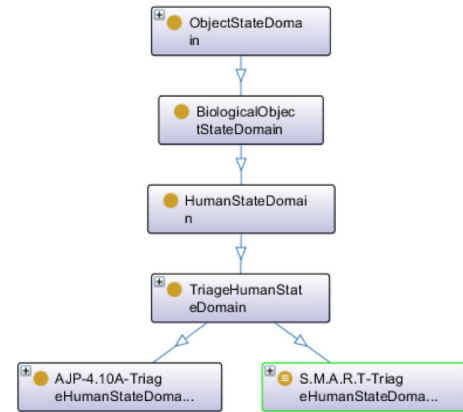 ObjectStateDoma
in
BiologicalObjec
tStateDomain
HumanStateDomai
n
TriageHumanStat
eDomain
AJP-4.10A-Triag
eHumanStateDoma...
S.M.A.R.T-Triag
eHumanStateDoma...